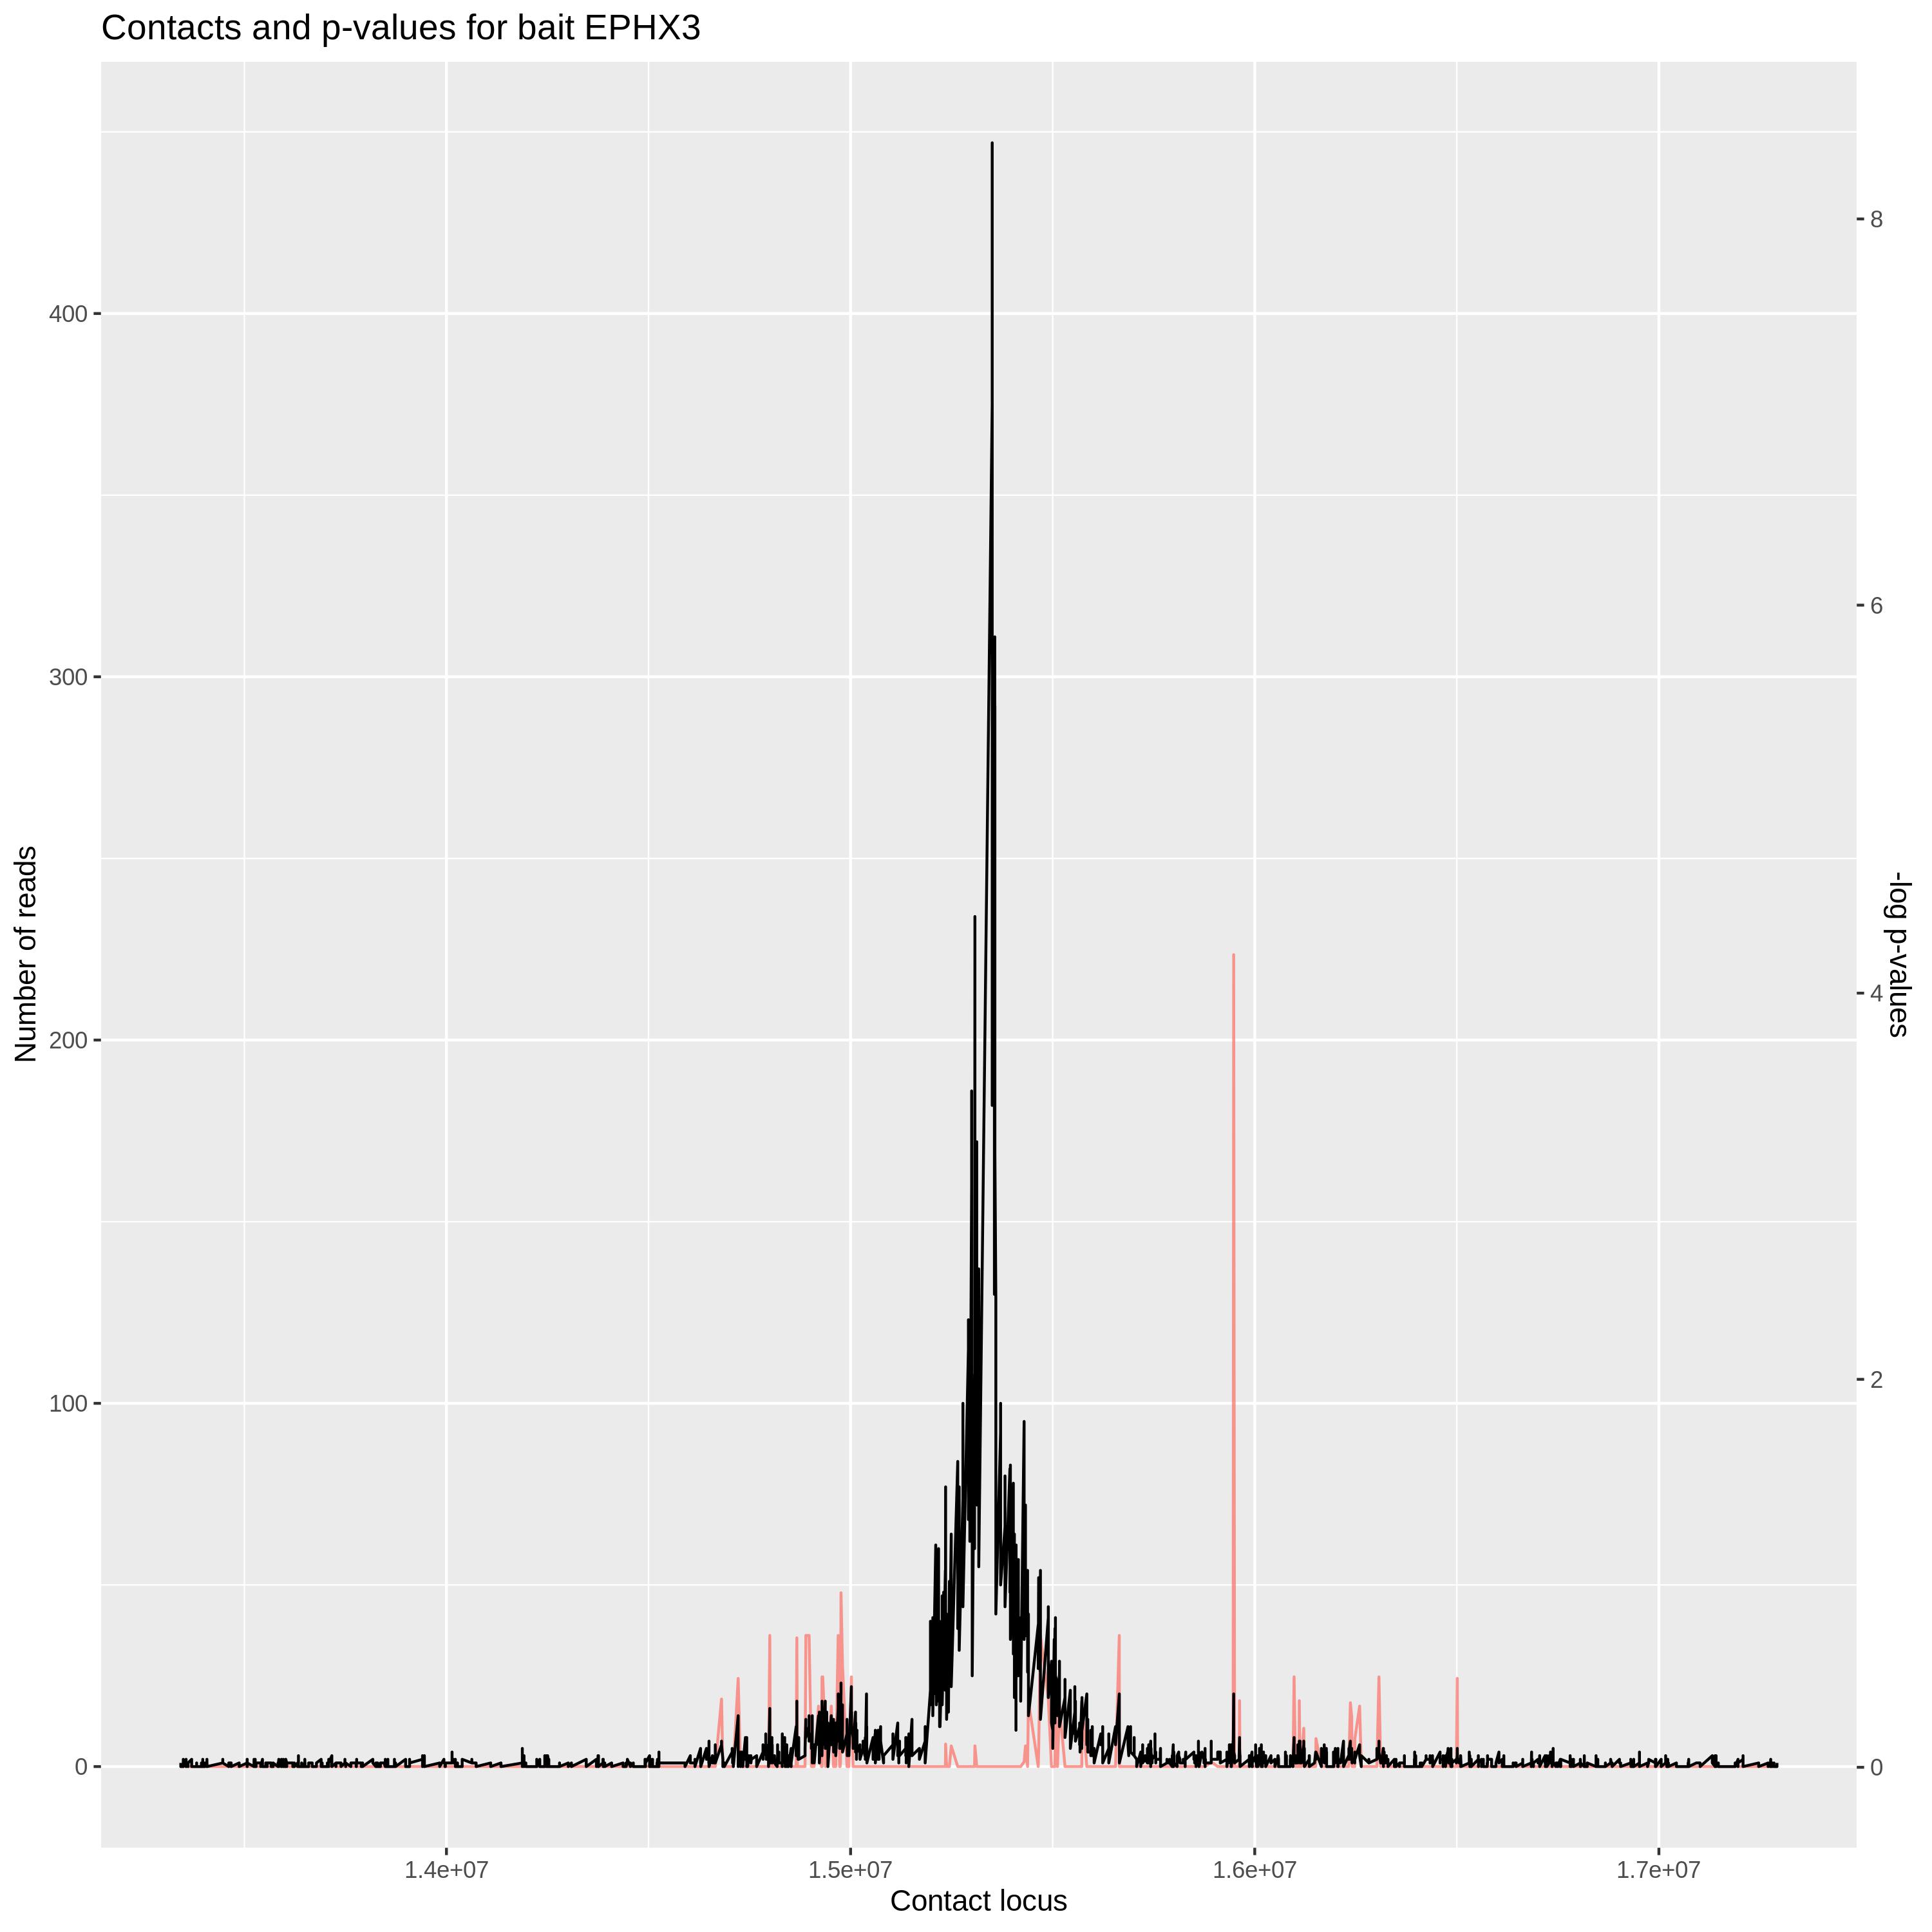 Contacts and p-values for bait EPHX3
Number of reads
400
300
200
100
0
8
6
4
2
0
-log p-values
1.4e+07
1.5e+07
1.6e+07
1.7e+07
Contact locus